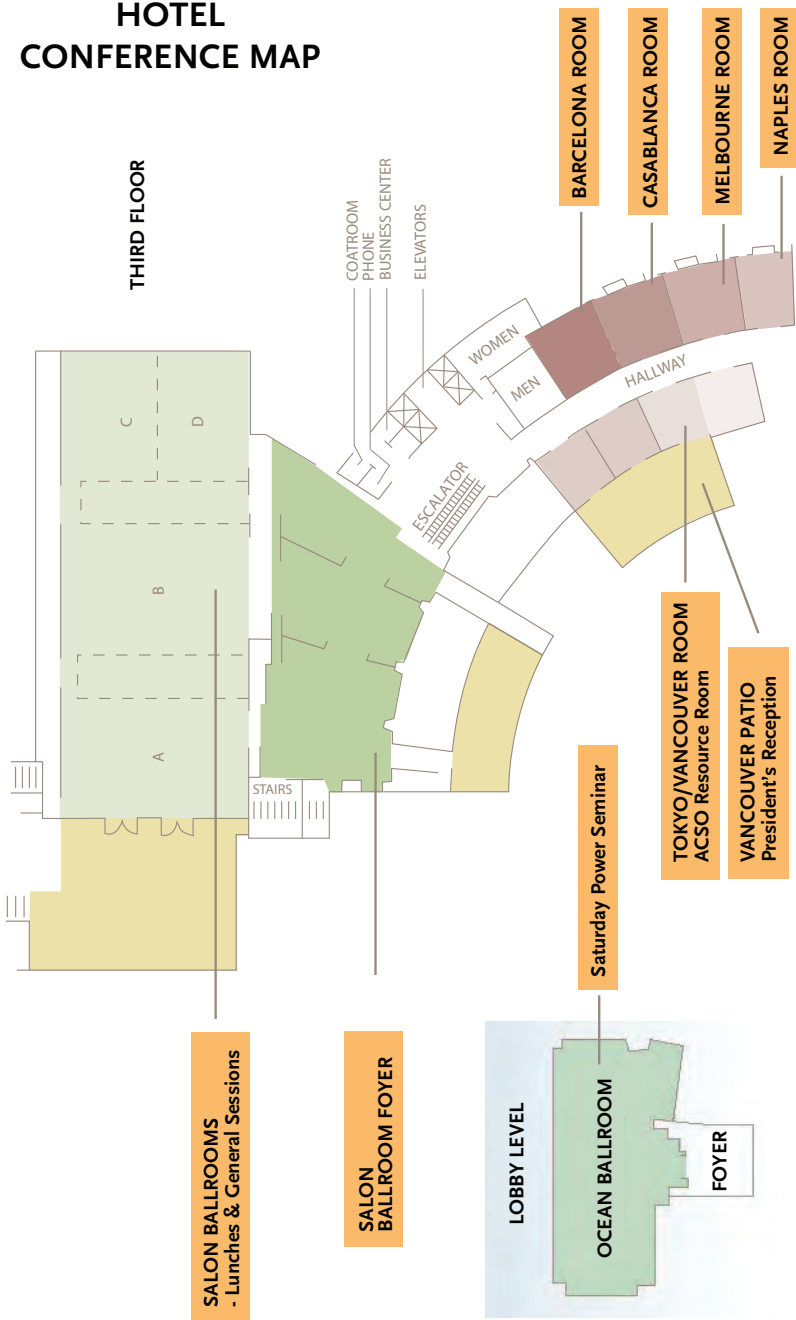 HOTEL
CONFERENCE MAP
THIRD FLOOR
BARCELONA ROOM
CASABLANCA ROOM
MELBOURNE ROOM
NAPLES ROOM
COATROOM
PHONE
BUSINESS CENTER
ELEVATORS
WOMEN
MEN
HALLWAY
ESCALATOR
C
D
B
A
STAIRS
TOKYO/VANCOUVER ROOM
ACSO Resource Room
VANCOUVER PATIO
President's Reception
Saturday Power Seminar
SALON BALLROOMS
- Lunches & General Sessions
SALON
BALLROOM FOYER
LOBBY LEVEL
OCEAN BALLROOM
FOYER